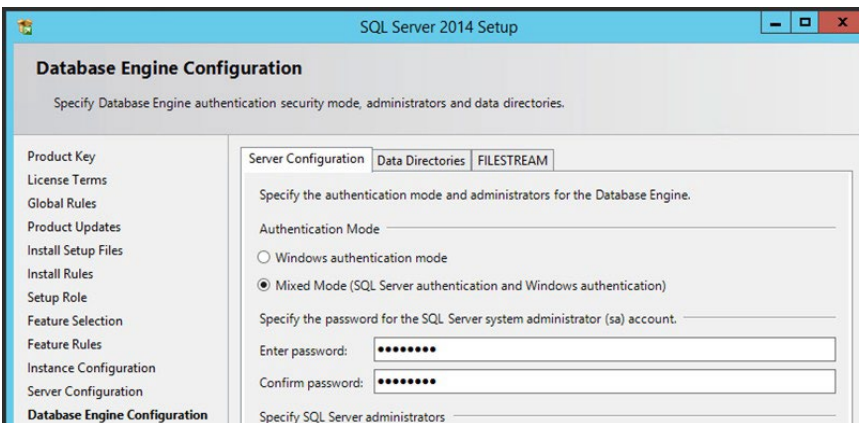 SQL Server 2014 Setup
Database Engine Configuration
Specify Database Engine authentication security mode, administrators and data directories.
Product Key
License Terms
Global Rules
Product Updates
Install Setup Files
Install Rules
Setup Role
Feature Selection
Feature Rules
Instance Configuration
Server Configuration
Database Engine Configuration
Server Configuration Data Directories FILESTREAM
Specify the authentication mode and administrators for the Database Engine.
Authentication Mode
Windows authentication mode
Mixed Mode (SQL Server authentication and Windows authentication)
Specify the password for the SQL Server system administrator (sa) account.
Enter password: ●●●●●●●●
Confirm password: ●●●●●●●●
Specify SQL Server administrators